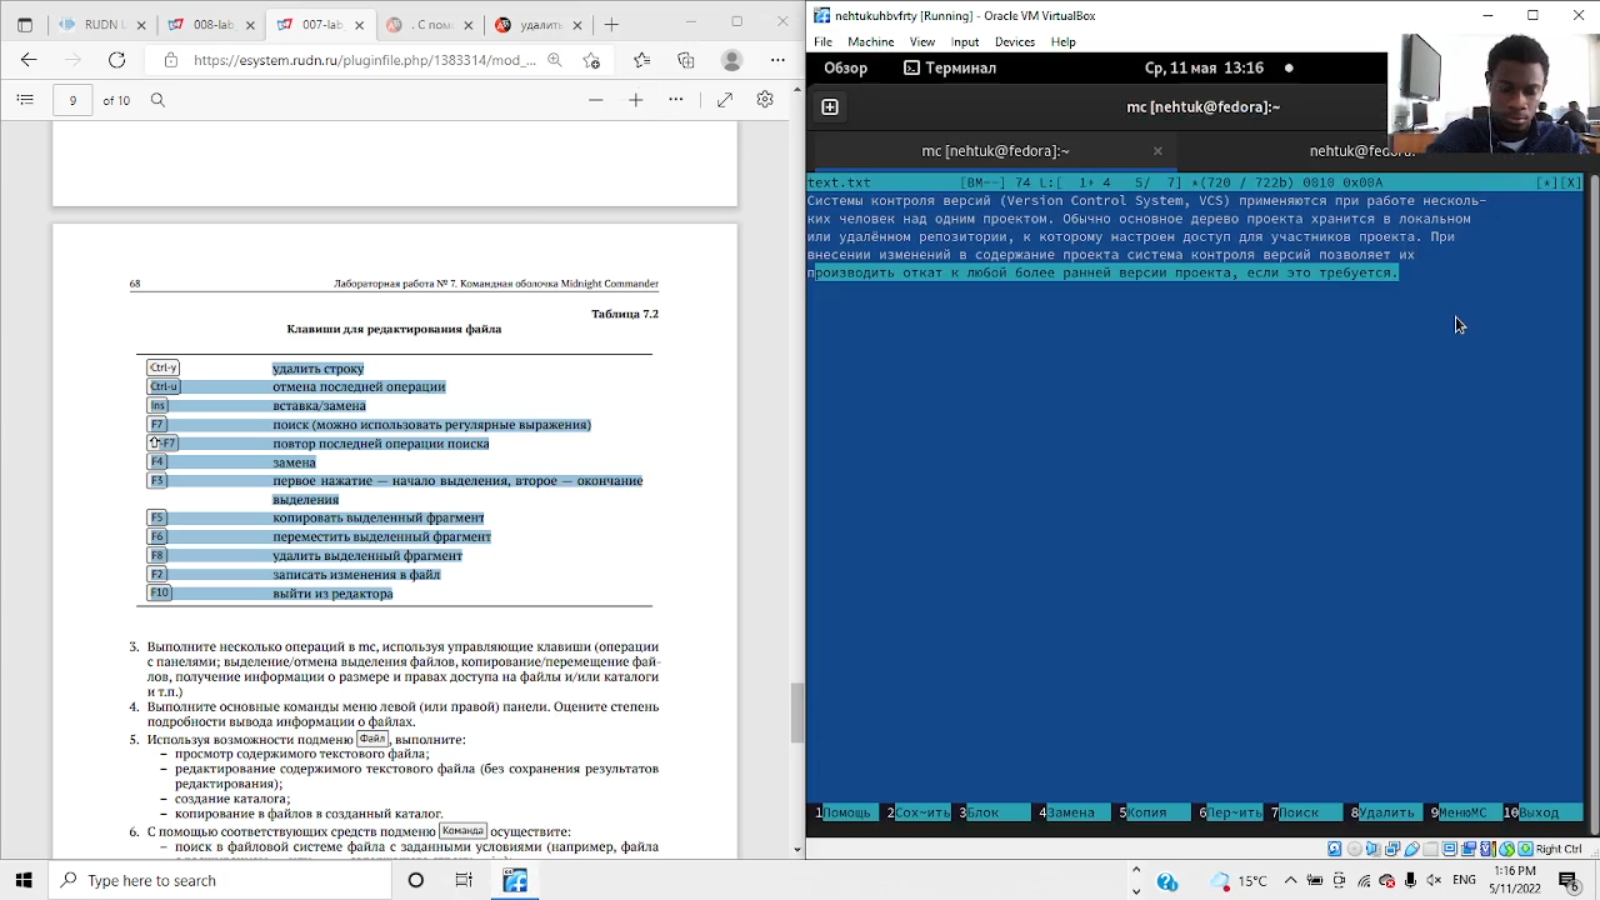 RUDN
008-lab
007-lab
. С пом
удалить
https://esystem.rudn.ru/pluginfile.php/1383314/mod_...
9 of 10
68 Лабораторная работа № 7. Командная оболочка Midnight Commander
Таблица 7.2
Клавиши для редактирования файла
Ctrl-y удалить строку
Ctrl-u отмена последней операции
Ins вставка/замена
F7 поиск (можно использовать регулярные выражения)
⇧-F7 повтор последней операции поиска
F4 замена
F3 первое нажатие — начало выделения, второе — окончание
выделения
F5 копировать выделенный фрагмент
F6 переместить выделенный фрагмент
F8 удалить выделенный фрагмент
F2 записать изменения в файл
F10 выйти из редактора
3. Выполните несколько операций в mc, используя управляющие клавиши (операции
с панелями; выделение/отмена выделения файлов, копирование/перемещение фай-
лов, получение информации о размере и правах доступа на файлы и/или каталоги
и т.п.)
4. Выполните основные команды меню левой (или правой) панели. Оцените степень
подробности вывода информации о файлах.
5. Используя возможности подменю Файл, выполните:
– просмотр содержимого текстового файла;
– редактирование содержимого текстового файла (без сохранения результатов
редактирования);
– создание каталога;
– копирование в файлов в созданный каталог.
6. С помощью соответствующих средств подменю Команда осуществите:
– поиск в файловой системе файла с заданными условиями (например, файла
nehtukuhbvfrty [Running] - Oracle VM VirtualBox
File Machine View Input Devices Help
Обзор Терминал Ср, 11 мая 13:16
mc [nehtuk@fedora]:~
mc [nehtuk@fedora]:~ nehtuk@fedora:
text.txt [BM--] 74 L:[ 1+ 4 5/ 7] *(720 / 722b) 0010 0x00A [*][X]
Системы контроля версий (Version Control System, VCS) применяются при работе несколь-
ких человек над одним проектом. Обычно основное дерево проекта хранится в локальном
или удалённом репозитории, к которому настроен доступ для участников проекта. При
внесении изменений в содержание проекта система контроля версий позволяет их
производить откат к любой более ранней версии проекта, если это требуется.
1Помощь 2Сох~ить 3Блок 4Замена 5Копия 6Пер~ить 7Поиск 8Удалить 9МенюМС 10Выход
Right Ctrl
Type here to search
15°C
ENG
1:16 PM
5/11/2022
6